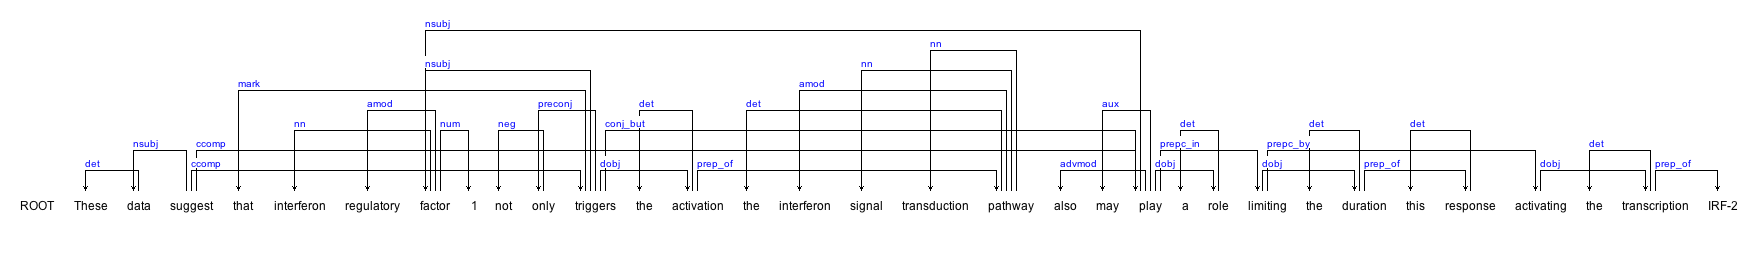 nsubj
nn
nsubj nn
mark amod
amod preconj det det aux
nn num neg conj_but det det det
nsubj ccomp prepc_in prepc_by det
det ccomp dobj prep_of advmod dobj dobj prep_of dobj prep_of
ROOT These data suggest that interferon regulatory factor 1 not only triggers the activation the interferon signal transduction pathway also may play a role limiting the duration this response activating the transcription IRF-2